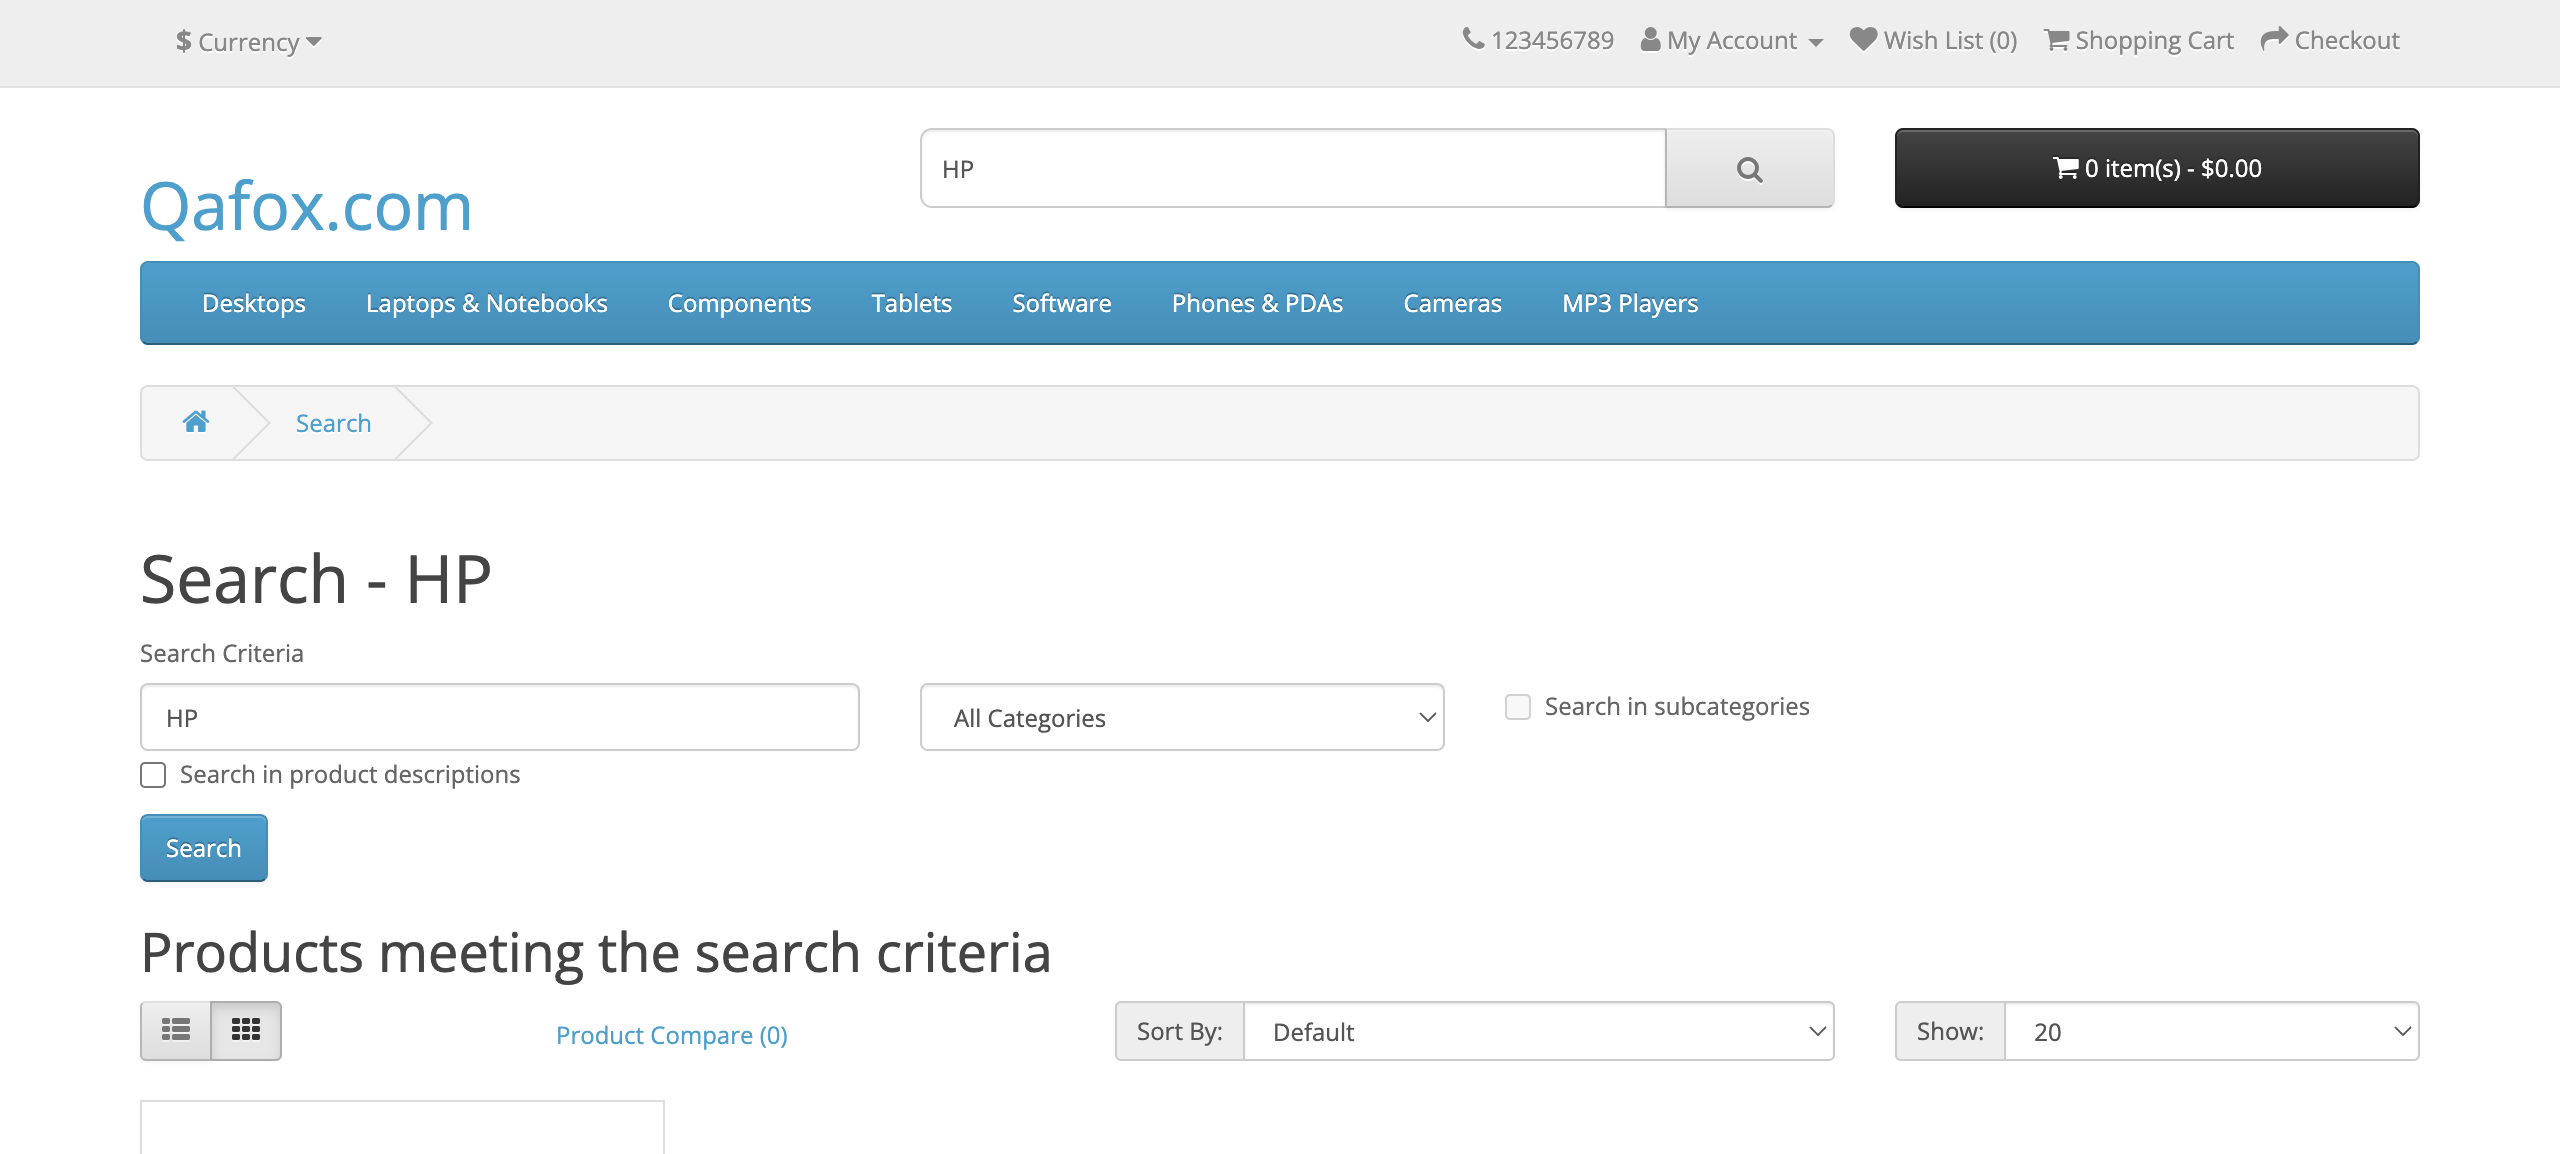 $ Currency
123456789 My Account Wish List (0) Shopping Cart Checkout
Qafox.com
HP
0 item(s) - $0.00
Desktops Laptops & Notebooks Components Tablets Software Phones & PDAs Cameras MP3 Players
Search
Search - HP
Search Criteria
HP All Categories Search in subcategories
Search in product descriptions
Search
Products meeting the search criteria
Product Compare (0) Sort By: Default Show: 20